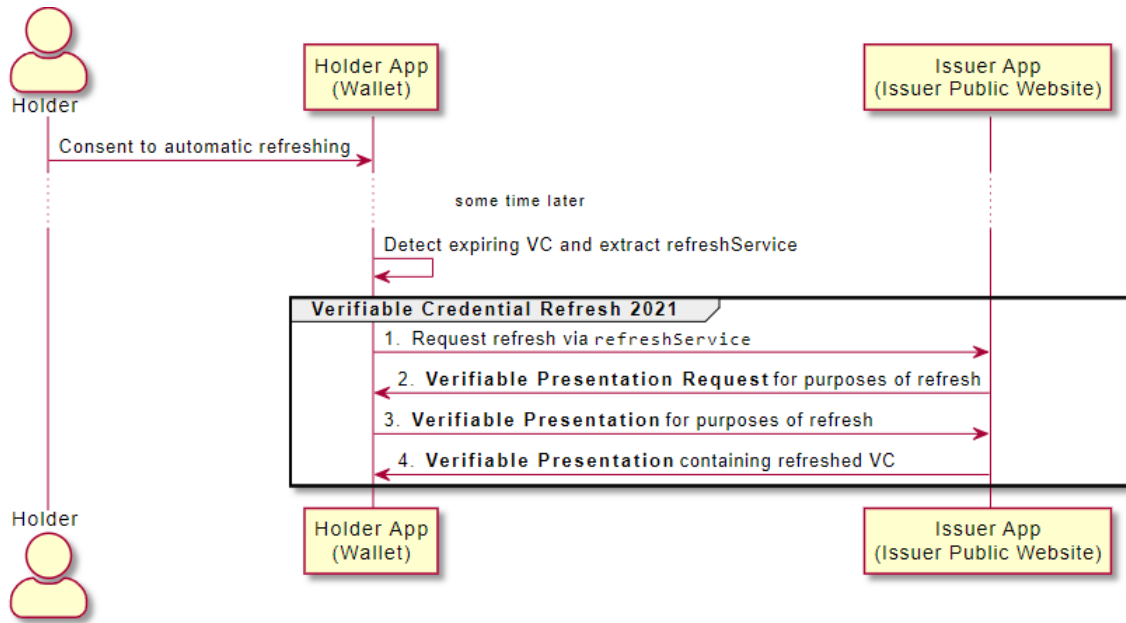 Holder
Holder App
(Wallet)
Issuer App
(Issuer Public Website)
Consent to automatic refreshing
some time later
Detect expiring VC and extract refreshService
Verifiable Credential Refresh 2021
1. Request refresh via refreshService
2. Verifiable Presentation Request for purposes of refresh
3. Verifiable Presentation for purposes of refresh
4. Verifiable Presentation containing refreshed VC
Holder
Holder App
(Wallet)
Issuer App
(Issuer Public Website)